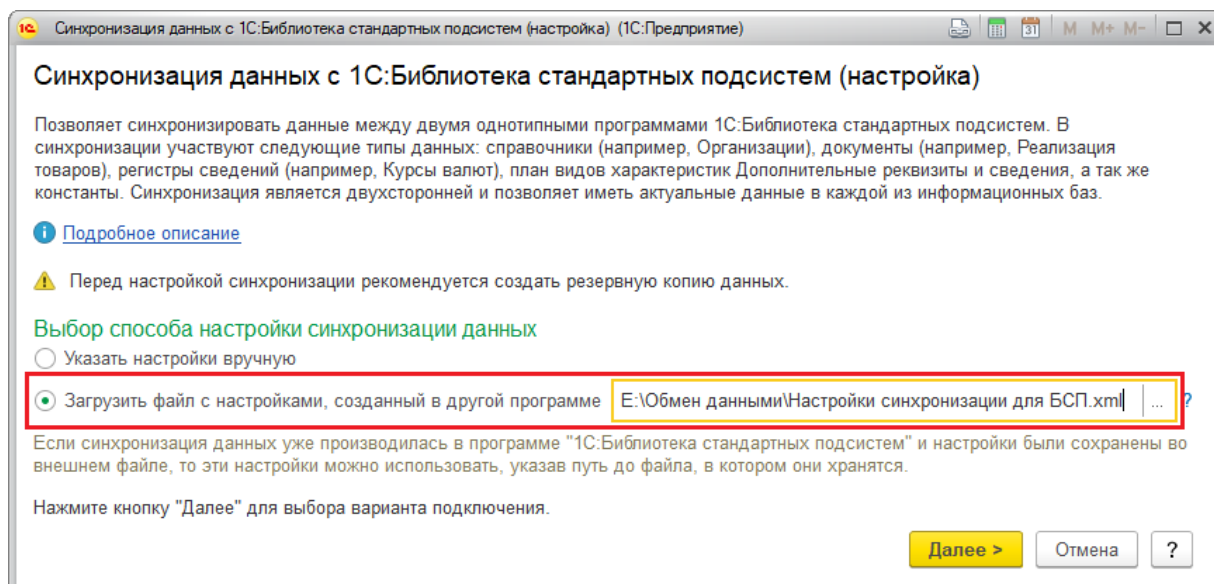 1С Синхронизация данных с 1С:Библиотека стандартных подсистем (настройка) (1С:Предприятие) 31 M M+ M-
Синхронизация данных с 1С:Библиотека стандартных подсистем (настройка)
Позволяет синхронизировать данные между двумя однотипными программами 1С:Библиотека стандартных подсистем. В
синхронизации участвуют следующие типы данных: справочники (например, Организации), документы (например, Реализация
товаров), регистры сведений (например, Курсы валют), план видов характеристик Дополнительные реквизиты и сведения, а так же
константы. Синхронизация является двухсторонней и позволяет иметь актуальные данные в каждой из информационных баз.
i Подробное описание
Перед настройкой синхронизации рекомендуется создать резервную копию данных.
Выбор способа настройки синхронизации данных
Указать настройки вручную
Загрузить файл с настройками, созданный в другой программе E:\Обмен данными\Настройки синхронизации для БСП.xml ... ?
Если синхронизация данных уже производилась в программе "1С:Библиотека стандартных подсистем" и настройки были сохранены во
внешнем файле, то эти настройки можно использовать, указав путь до файла, в котором они хранятся.
Нажмите кнопку "Далее" для выбора варианта подключения.
Далее > Отмена ?